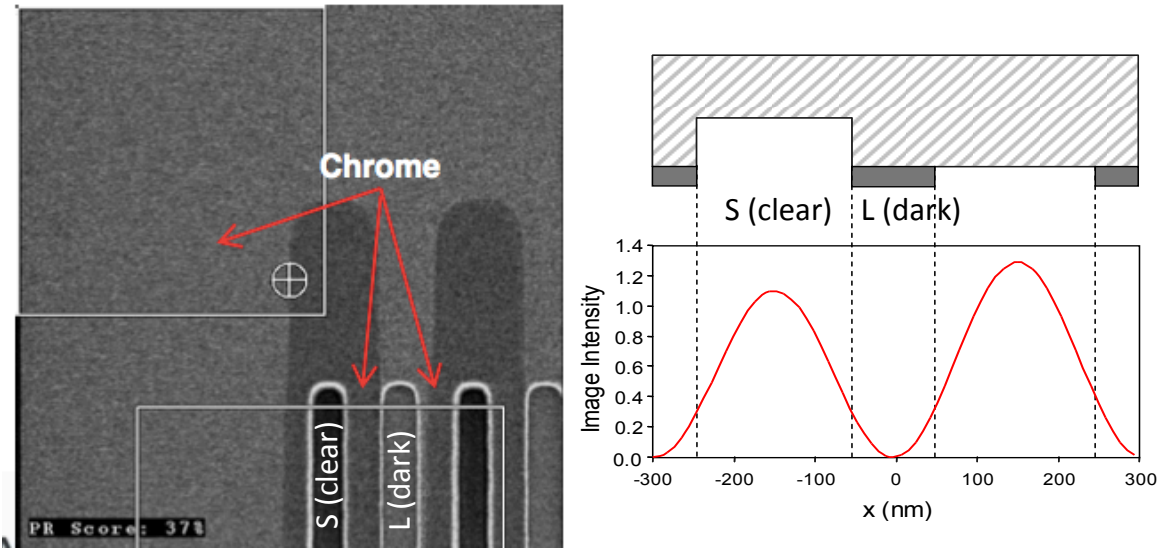 Chrome
S (clear)
L (dark)
PR Score: 37%
S (clear) L (dark)
Image Intensity
1.4
1.2
1.0
0.8
0.6
0.4
0.2
0.0
-300 -200 -100 0 100 200 300
x (nm)